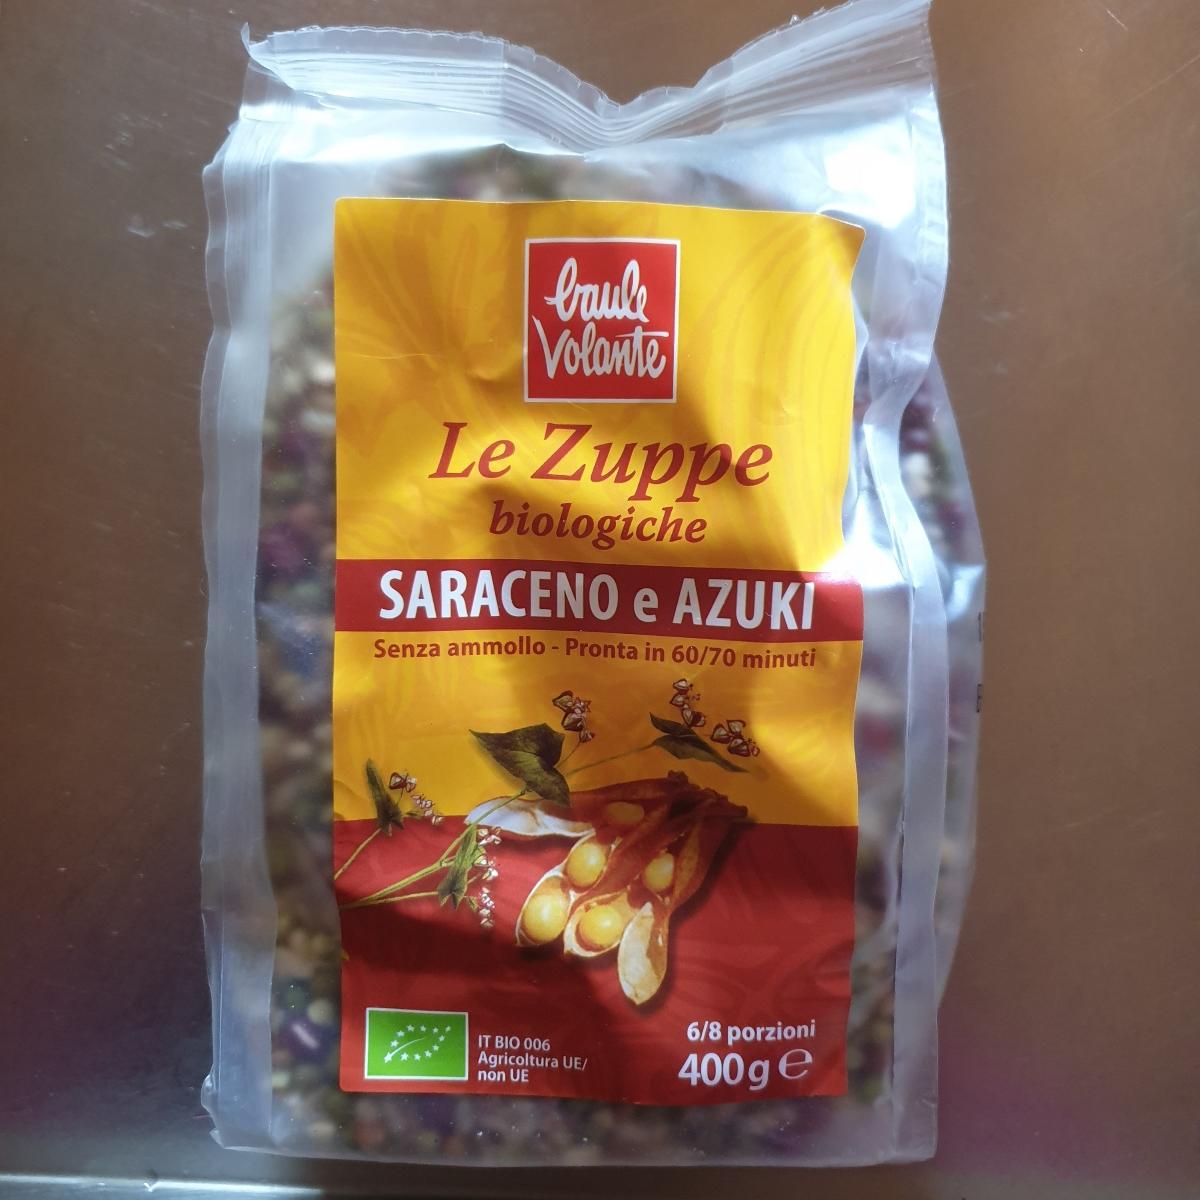 baule
volante
Le Zuppe
biologiche
SARACENO e AZUKI
Senza ammollo - Pronta in 60/70 minuti
IT BIO 006
Agricoltura UE/
non UE
6/8 porzioni
400g e